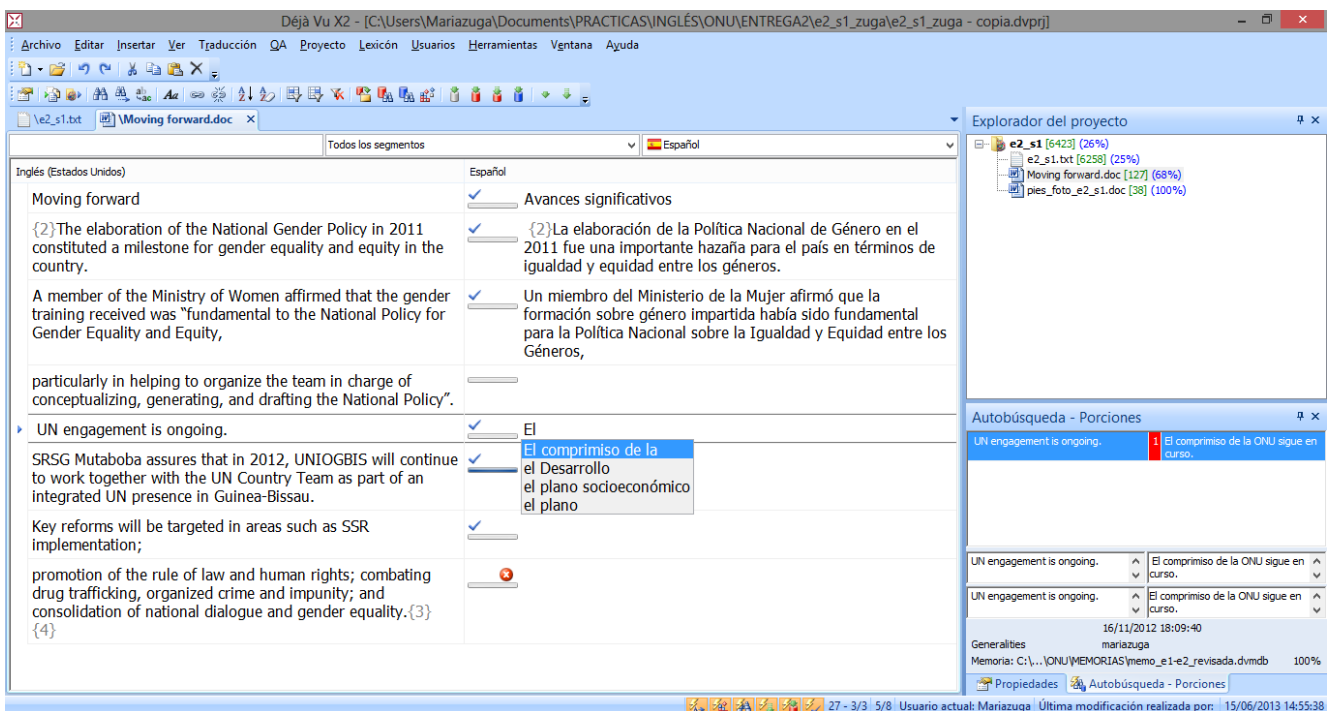 Déjà Vu X2 - [C:\Users\Mariazuga\Documents\PRACTICAS\INGLÉS\ONU\ENTREGA2\e2_s1_zuga\e2_s1_zuga - copia.dvprj]
Archivo Editar Insertar Ver Traducción QA Proyecto Lexicón Usuarios Herramientas Ventana Ayuda
\e2_s1.txt \Moving forward.doc
Todos los segmentos Español
Inglés (Estados Unidos) Español
Moving forward
Avances significativos
{2}The elaboration of the National Gender Policy in 2011
constituted a milestone for gender equality and equity in the
country.
{2}La elaboración de la Política Nacional de Género en el
2011 fue una importante hazaña para el país en términos de
igualdad y equidad entre los géneros.
A member of the Ministry of Women affirmed that the gender
training received was “fundamental to the National Policy for
Gender Equality and Equity,
Un miembro del Ministerio de la Mujer afirmó que la
formación sobre género impartida había sido fundamental
para la Política Nacional sobre la Igualdad y Equidad entre los
Géneros,
particularly in helping to organize the team in charge of
conceptualizing, generating, and drafting the National Policy”.
UN engagement is ongoing.
El
El comprimiso de la
el Desarrollo
el plano socioeconómico
el plano
SRSG Mutaboba assures that in 2012, UNIOGBIS will continue
to work together with the UN Country Team as part of an
integrated UN presence in Guinea-Bissau.
Key reforms will be targeted in areas such as SSR
implementation;
promotion of the rule of law and human rights; combating
drug trafficking, organized crime and impunity; and
consolidation of national dialogue and gender equality.{3}
{4}
Explorador del proyecto
e2_s1 [6423] (26%)
e2_s1.txt [6258] (25%)
Moving forward.doc [127] (68%)
pies_foto_e2_s1.doc [38] (100%)
Autobúsqueda - Porciones
UN engagement is ongoing. 1 El comprimiso de la ONU sigue en
curso.
UN engagement is ongoing. El comprimiso de la ONU sigue en
curso.
UN engagement is ongoing. El comprimiso de la ONU sigue en
curso.
16/11/2012 18:09:40
Generalities mariazuga
Memoria: C:\...\ONU\MEMORIAS\memo_e1-e2_revisada.dvmdb 100%
Propiedades Autobúsqueda - Porciones
27 - 3/3 5/8 Usuario actual: Mariazuga Última modificación realizada por: 15/06/2013 14:55:38